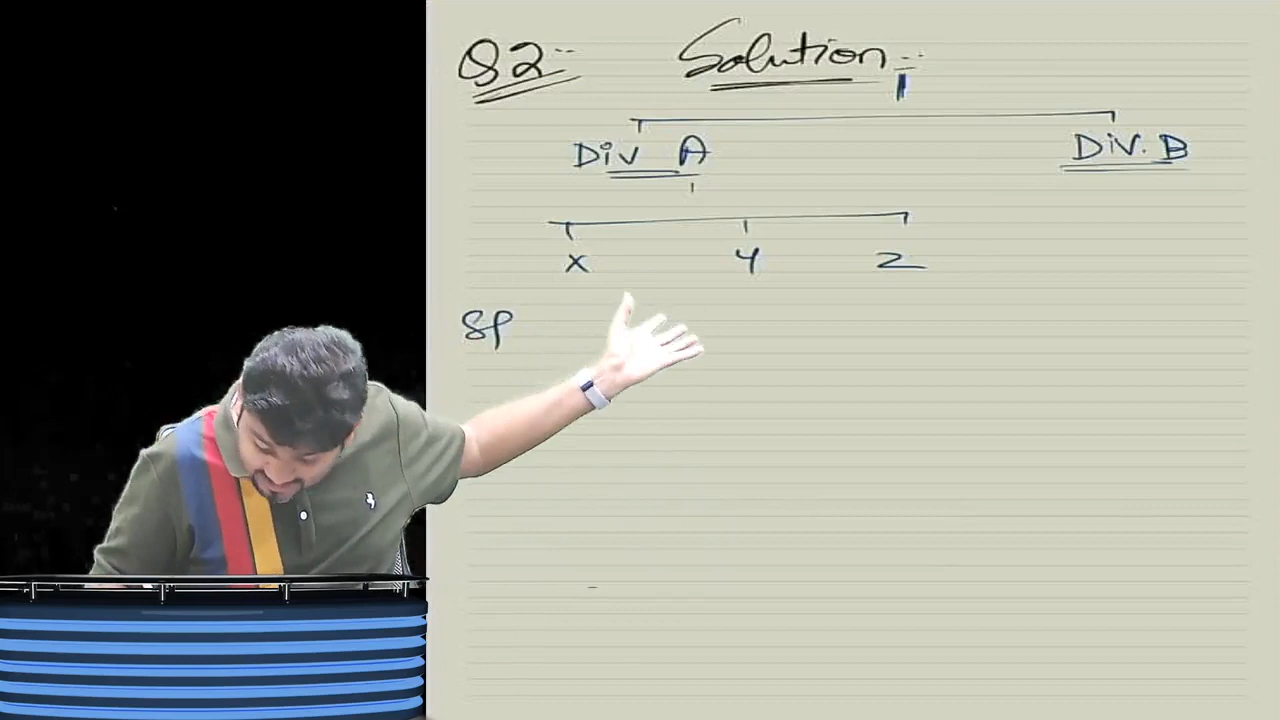 Q2:- Solution:-
Div A Div. B
x y z
SP